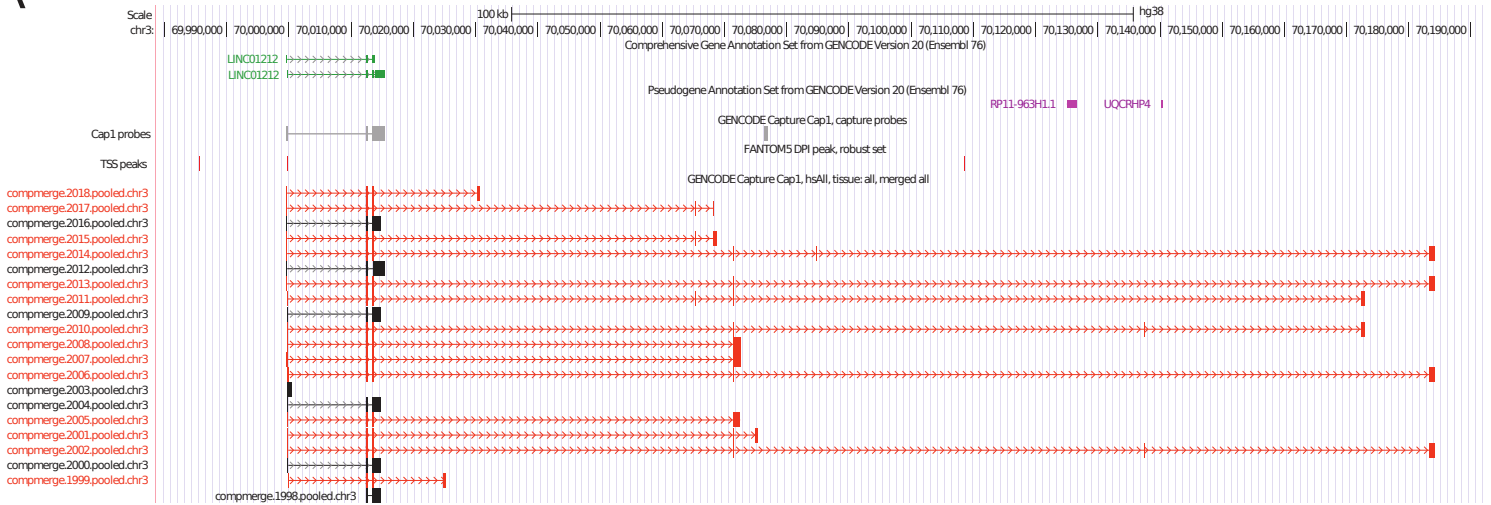 Scale 100 kb hg38
chr3: 69,990,000 70,000,000 70,010,000 70,020,000 70,030,000 70,040,000 70,050,000 70,060,000 70,070,000 70,080,000 70,090,000 70,100,000 70,110,000 70,120,000 70,130,000 70,140,000 70,150,000 70,160,000 70,170,000 70,180,000 70,190,000
Comprehensive Gene Annotation Set from GENCODE Version 20 (Ensembl 76)
LINC01212
LINC01212
Pseudogene Annotation Set from GENCODE Version 20 (Ensembl 76)
RP11-963H1.1 UQCRHP4
GENCODE Capture Cap1, capture probes
Cap1 probes
FANTOM5 DPI peak, robust set
TSS peaks
GENCODE Capture Cap1, hsAll, tissue: all, merged all
compmerge.2018.pooled.chr3
compmerge.2017.pooled.chr3
compmerge.2016.pooled.chr3
compmerge.2015.pooled.chr3
compmerge.2014.pooled.chr3
compmerge.2012.pooled.chr3
compmerge.2013.pooled.chr3
compmerge.2011.pooled.chr3
compmerge.2009.pooled.chr3
compmerge.2010.pooled.chr3
compmerge.2008.pooled.chr3
compmerge.2007.pooled.chr3
compmerge.2006.pooled.chr3
compmerge.2003.pooled.chr3
compmerge.2004.pooled.chr3
compmerge.2005.pooled.chr3
compmerge.2001.pooled.chr3
compmerge.2002.pooled.chr3
compmerge.2000.pooled.chr3
compmerge.1999.pooled.chr3
compmerge.1998.pooled.chr3